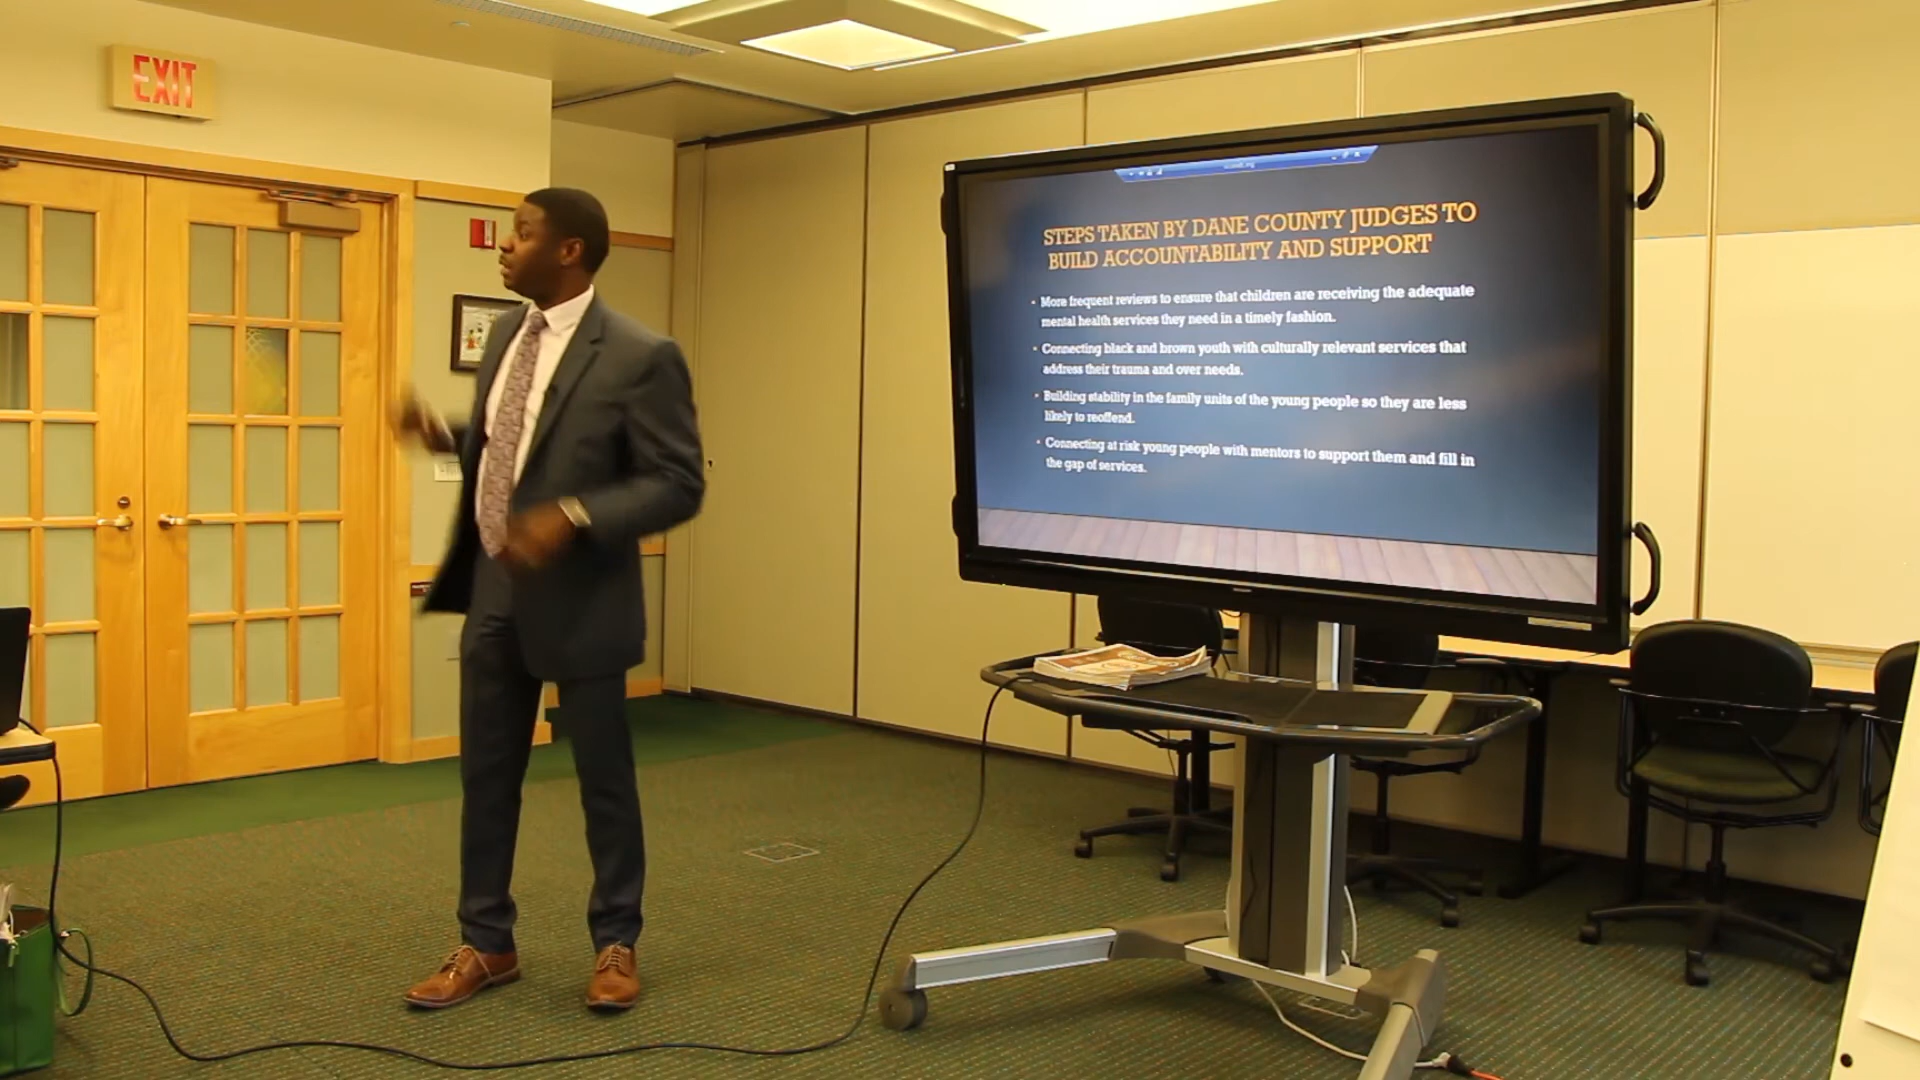 EXIT
STEPS TAKEN BY DANE COUNTY JUDGES TO
BUILD ACCOUNTABILITY AND SUPPORT
• More frequent reviews to ensure that children are receiving the adequate
mental health services they need in a timely fashion.
• Connecting black and brown youth with culturally relevant services that
address their trauma and over needs.
• Building stability in the family units of the young people so they are less
likely to reoffend.
• Connecting at risk young people with mentors to support them and fill in
the gap of services.